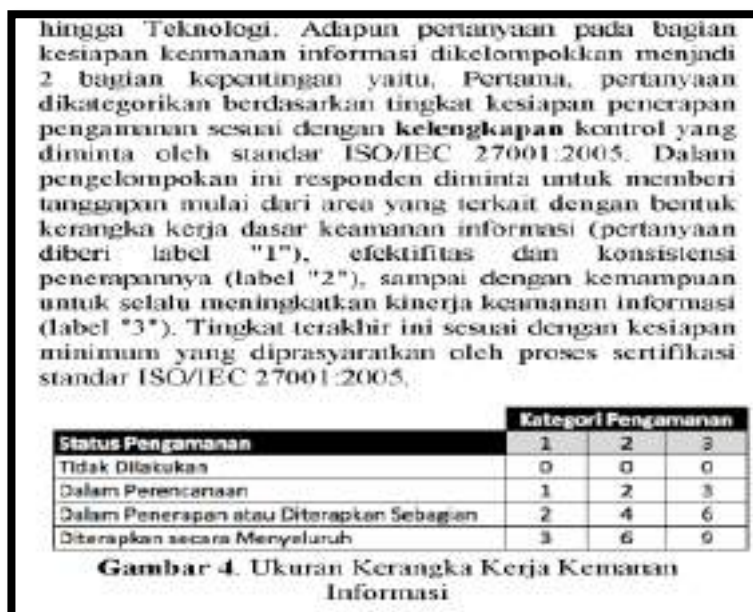 hingga Teknologi. Adapun pertanyaan pada bagian
kesiapan keamanan informasi dikelompokkan menjadi
2 bagian kepentingan yaitu, Pertama, pertanyaan
dikategorikan berdasarkan tingkat kesiapan penerapan
pengamanan sesuai dengan kelengkapan kontrol yang
diminta oleh standar ISO/IEC 27001:2005. Dalam
pengelompokan ini responden diminta untuk memberi
tanggapan mulai dari area yang terkait dengan bentuk
kerangka kerja dasar keamanan informasi (pertanyaan
diberi label "1"), efektifitas dan konsistensi
penerapannya (label "2"), sampai dengan kemampuan
untuk selalu meningkatkan kinerja keamanan informasi
(label "3"). Tingkat terakhir ini sesuai dengan kesiapan
minimum yang diprasyaratkan oleh proses sertifikasi
standar ISO/IEC 27001:2005.
Kategori Pengamanan
Status Pengamanan 1 2 3
Tidak Dilakukan 0 0 0
Dalam Perencanaan 1 2 3
Dalam Penerapan atau Diterapkan Sebagian 2 4 6
Diterapkan secara Menyeluruh 3 6 9
Gambar 4. Ukuran Kerangka Kerja Kemanan
Informasi